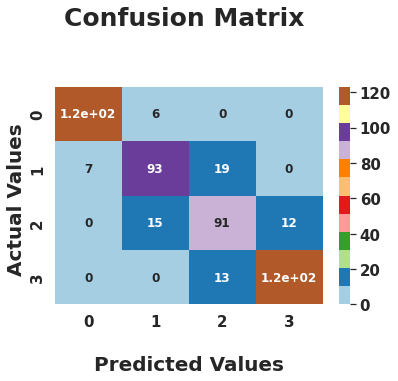 Confusion Matrix
120
0 1.2e+02 6 0 0
100
1 7 93 19 0
80
60
2 0 15 91 12
40
20
3 0 0 13 1.2e+02
0
0 1 2 3
Actual Values
Predicted Values